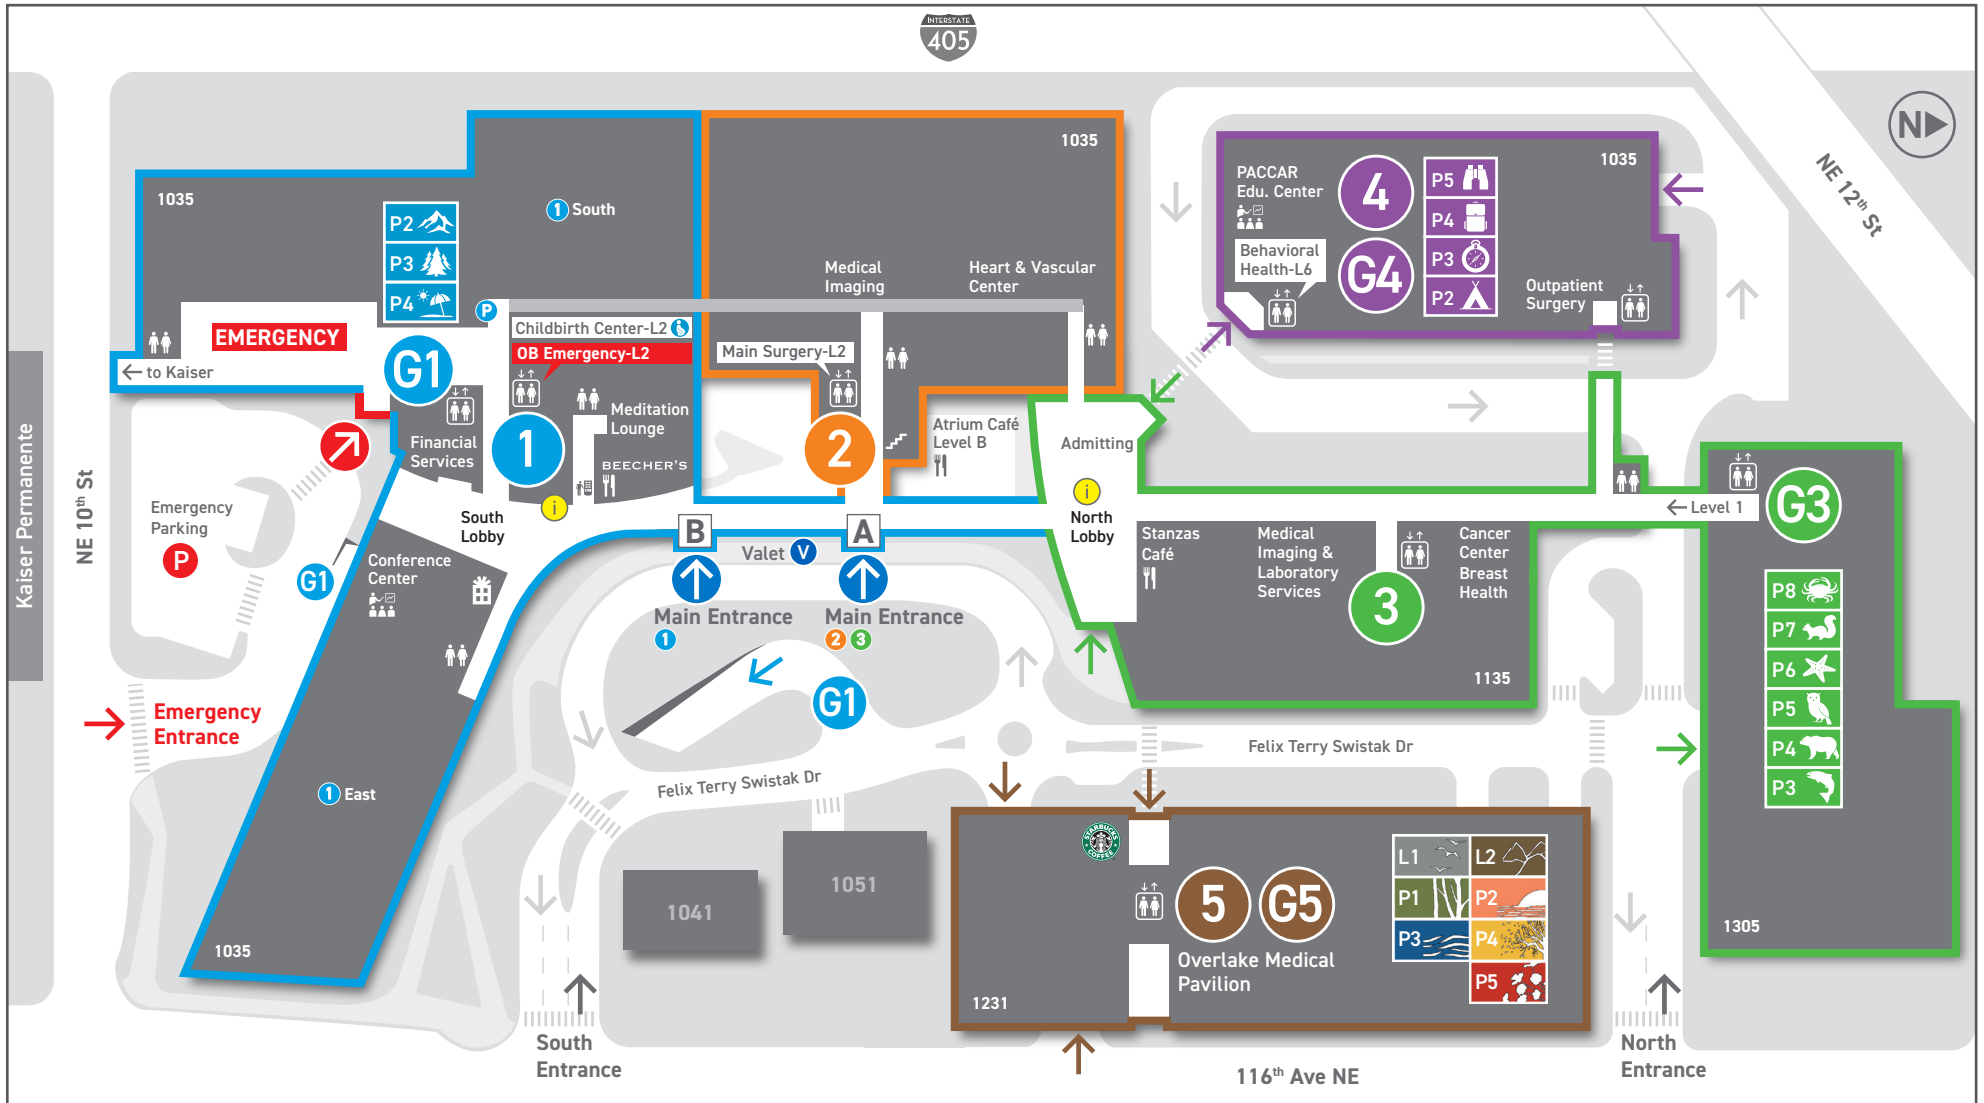 INTERSTATE
405
N
NE 12th St
Kaiser Permanente
NE 10th St
1035
P2
P3
P4
1 South
EMERGENCY
← to Kaiser
G1
P
Childbirth Center-L2
OB Emergency-L2
Financial
Services
1
Meditation
Lounge
BEECHER'S
i
South
Lobby
Conference
Center
G1
1 East
1035
Emergency
Parking
P
Emergency
Entrance
1035
Medical
Imaging
Heart & Vascular
Center
Main Surgery-L2
2
Atrium Café
Level B
B
A
Valet V
Main Entrance
1
Main Entrance
2 3
G1
Admitting
i
North
Lobby
PACCAR
Edu. Center
4
G4
P5
P4
P3
P2
1035
Behavioral
Health-L6
Outpatient
Surgery
Stanzas
Café
Medical
Imaging &
Laboratory
Services
3
Cancer
Center
Breast
Health
1135
← Level 1
G3
P8
P7
P6
P5
P4
P3
1305
Felix Terry Swistak Dr
Felix Terry Swistak Dr
1041
1051
STARBUCKS
COFFEE
5
G5
Overlake Medical
Pavilion
L1
L2
P1
P2
P3
P4
P5
1231
South
Entrance
116th Ave NE
North
Entrance